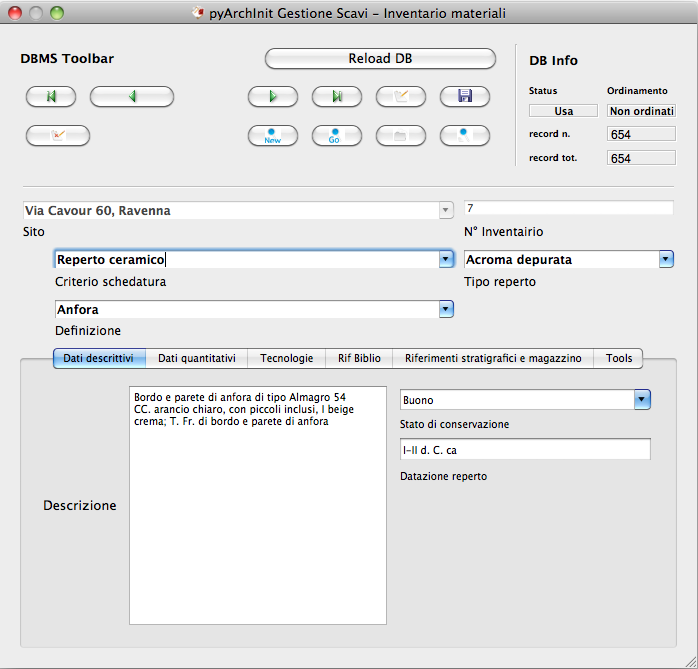 pyArchInit Gestione Scavi - Inventario materiali
DBMS Toolbar
Reload DB
DB Info
Status
Ordinamento
Usa
Non ordinati
record n.
654
record tot.
654
New
Go
Via Cavour 60, Ravenna
7
Sito
N° Inventairio
Reperto ceramico
Acroma depurata
Criterio schedatura
Tipo reperto
Anfora
Definizione
Dati descrittivi
Dati quantitativi
Tecnologie
Rif Biblio
Riferimenti stratigrafici e magazzino
Tools
Descrizione
Bordo e parete di anfora di tipo Almagro 54
CC. arancio chiaro, con piccoli inclusi, I beige
crema; T. Fr. di bordo e parete di anfora
Buono
Stato di conservazione
I-II d. C. ca
Datazione reperto